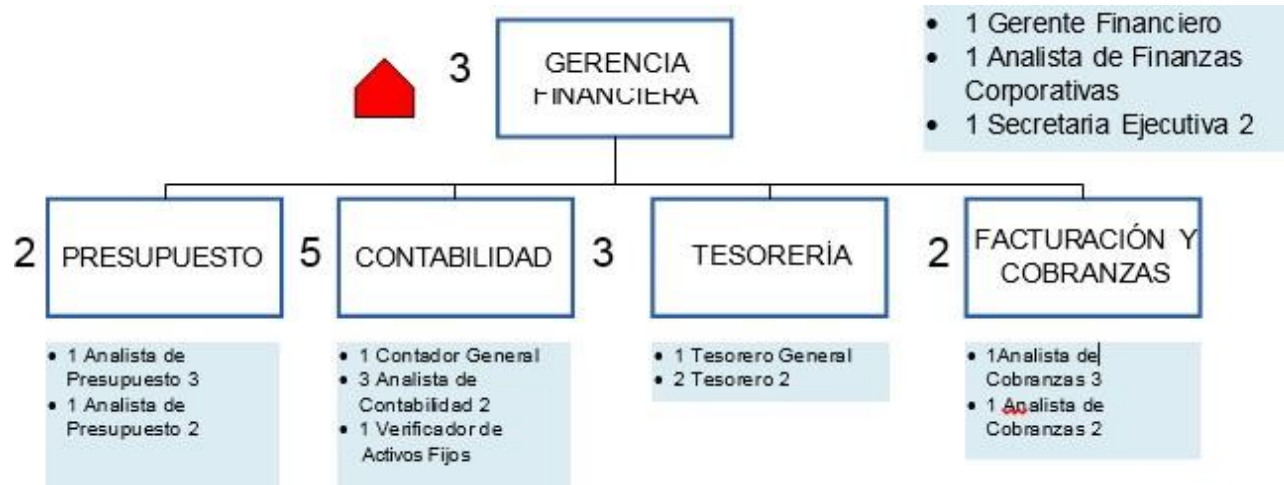 3
GERENCIA
FINANCIERA
• 1 Gerente Financiero
• 1 Analista de Finanzas
Corporativas
• 1 Secretaria Ejecutiva 2
2
PRESUPUESTO
• 1 Analista de
Presupuesto 3
• 1 Analista de
Presupuesto 2
5
CONTABILIDAD
• 1 Contador General
• 3 Analista de
Contabilidad 2
• 1 Verificador de
Activos Fijos
3
TESORERÍA
• 1 Tesorero General
• 2 Tesorero 2
2
FACTURACIÓN Y
COBRANZAS
• 1Analista de
Cobranzas 3
• 1 Analista de
Cobranzas 2